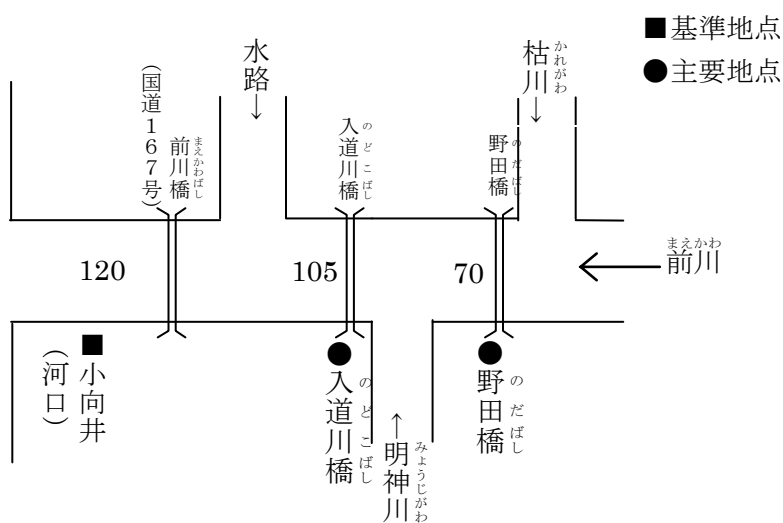 ■基準地点
●主要地点
水路↓
枯川↓
かれがわ
(国道167号)
前川橋
まえかわばし
入道川橋
のどこばし
野田橋
のだばし
120
105
70
←前川
まえかわ
■小向井
(河口)
●入道川橋
のどこばし
↑明神川
みょうじがわ
●野田橋
のだばし